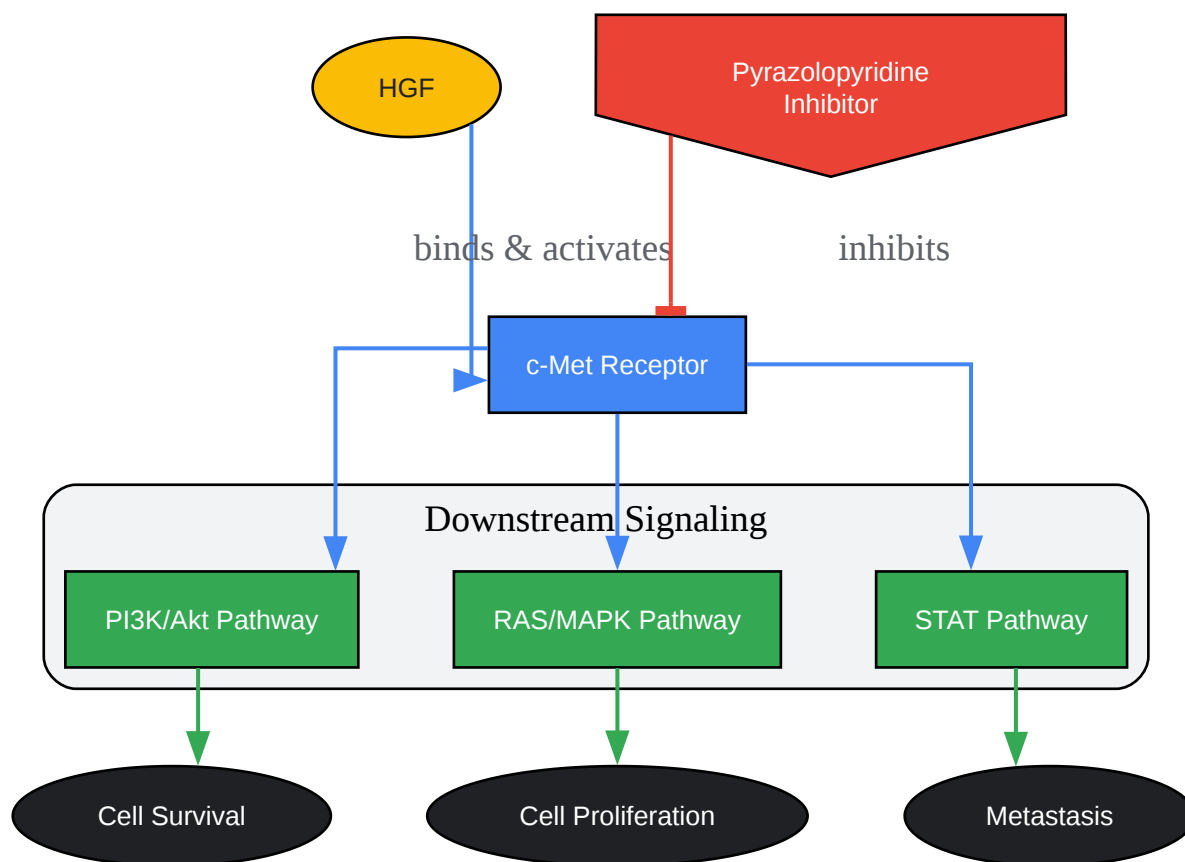 HGF
Pyrazolopyridine
Inhibitor
binds & activates
inhibits
c-Met Receptor
Downstream Signaling
PI3K/Akt Pathway
RAS/MAPK Pathway
STAT Pathway
Cell Survival
Cell Proliferation
Metastasis